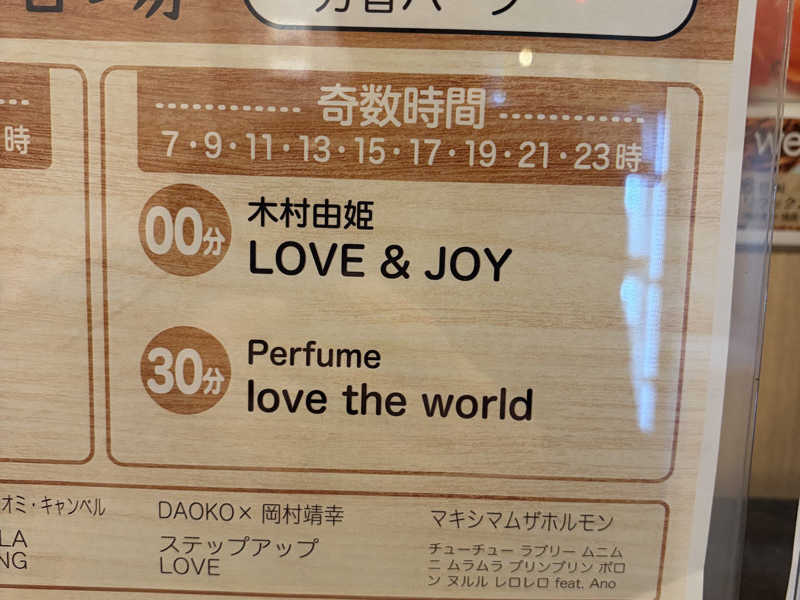 時
奇数時間
7・9・11・13・15・17・19・21・23時
00分
木村由姫
LOVE & JOY
30分
Perfume
love the world
オミ・キャンベル
LA
NG
DAOKO× 岡村靖幸
ステップアップ
LOVE
マキシマムザホルモン
チューチュー ラブリー ムニム
ニ ムラムラ プリンプリン ボロ
ン ヌルル レロレロ feat. Ano
we